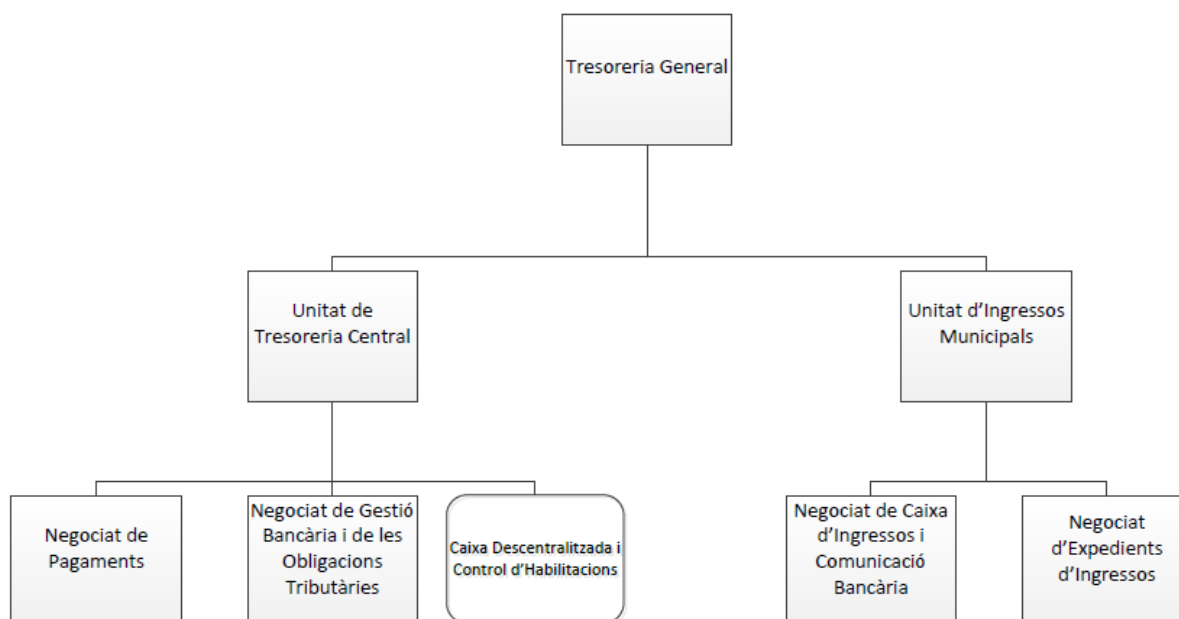 Tresoreria General
Unitat de
Tresoreria Central
Unitat d’Ingressos
Municipals
Negociat de
Pagaments
Negociat de Gestió
Bancària i de les
Obligacions
Tributàries
Caixa Descentralitzada i
Control d’Habilitacions
Negociat de Caixa
d’Ingressos i
Comunicació
Bancària
Negociat
d’Expedients
d’Ingressos